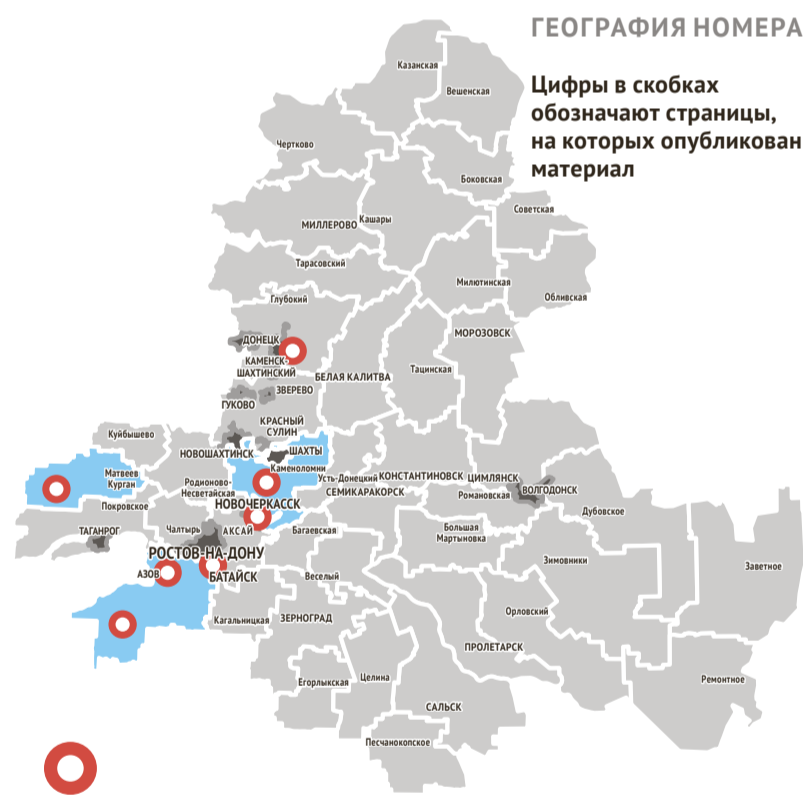 ГЕОГРАФИЯ НОМЕРА
Цифры в скобках
обозначают страницы,
на которых опубликован
материал
Казанская
Вешенская
Чертково
Боковская
Советская
МИЛЛЕРОВО
Кашары
Тарасовский
Милютинская
Обливская
Глубокий
ДОНЕЦК
МОРОЗОВСК
КАМЕНСК-
ШАХТИНСКИЙ
БЕЛАЯ КАЛИТВА
Тацинская
ЗВЕРЕВО
ГУКОВО
КРАСНЫЙ
СУЛИН
Куйбышево
НОВОШАХТИНСК
ШАХТЫ
Каменоломни
Матвеев
Курган
Родионово-
Несветайская
Усть-Донецкий
КОНСТАНТИНОВСК
ЦИМЛЯНСК
СЕМИКАРАКОРСК
Романовская
ВОЛГОДОНСК
Покровское
НОВОЧЕРКАССК
Дубовское
ТАГАНРОГ
Чалтырь
АКСАЙ
Багаевская
Большая
Мартыновка
РОСТОВ-НА-ДОНУ
Зимовники
Заветное
АЗОВ
БАТАЙСК
Веселый
Орловский
Кагальницкая
ЗЕРНОГРАД
ПРОЛЕТАРСК
Егорлыкская
Целина
Ремонтное
САЛЬСК
Песчанокопское